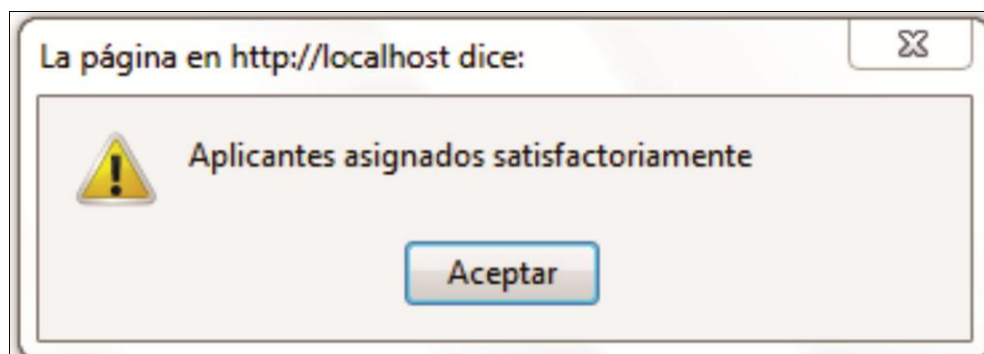 La página en http://localhost dice:
Aplicantes asignados satisfactoriamente
Aceptar